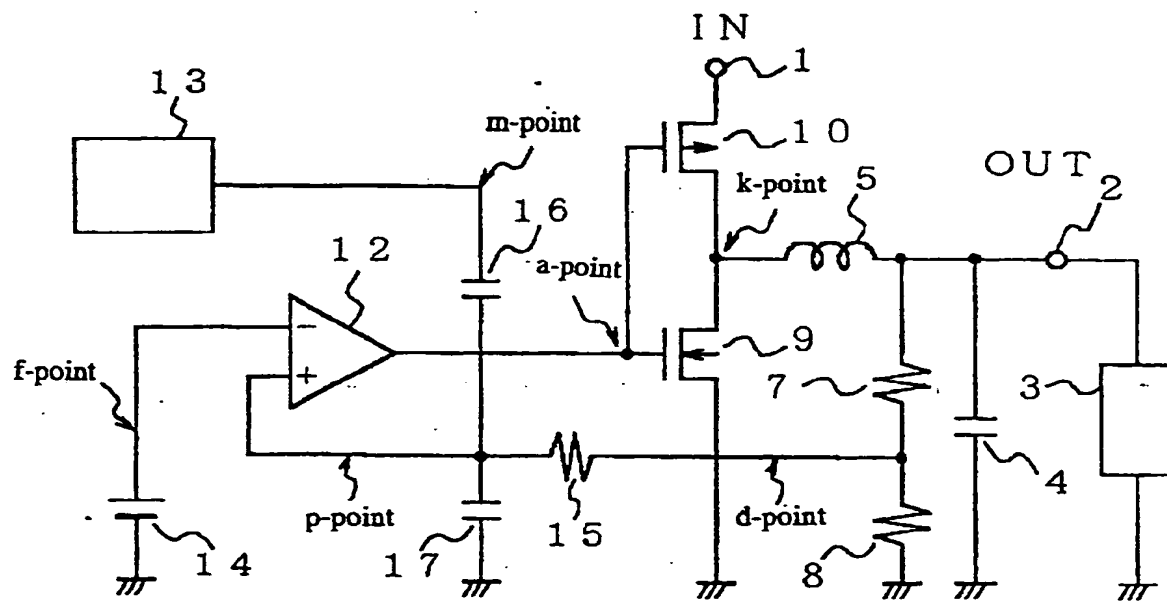 IN
1
13
m-point
10
OUT
k-point
5
2
16
12
a-point
9
f-point
7
3
4
p-point
15
d-point
14
17
8
−
+